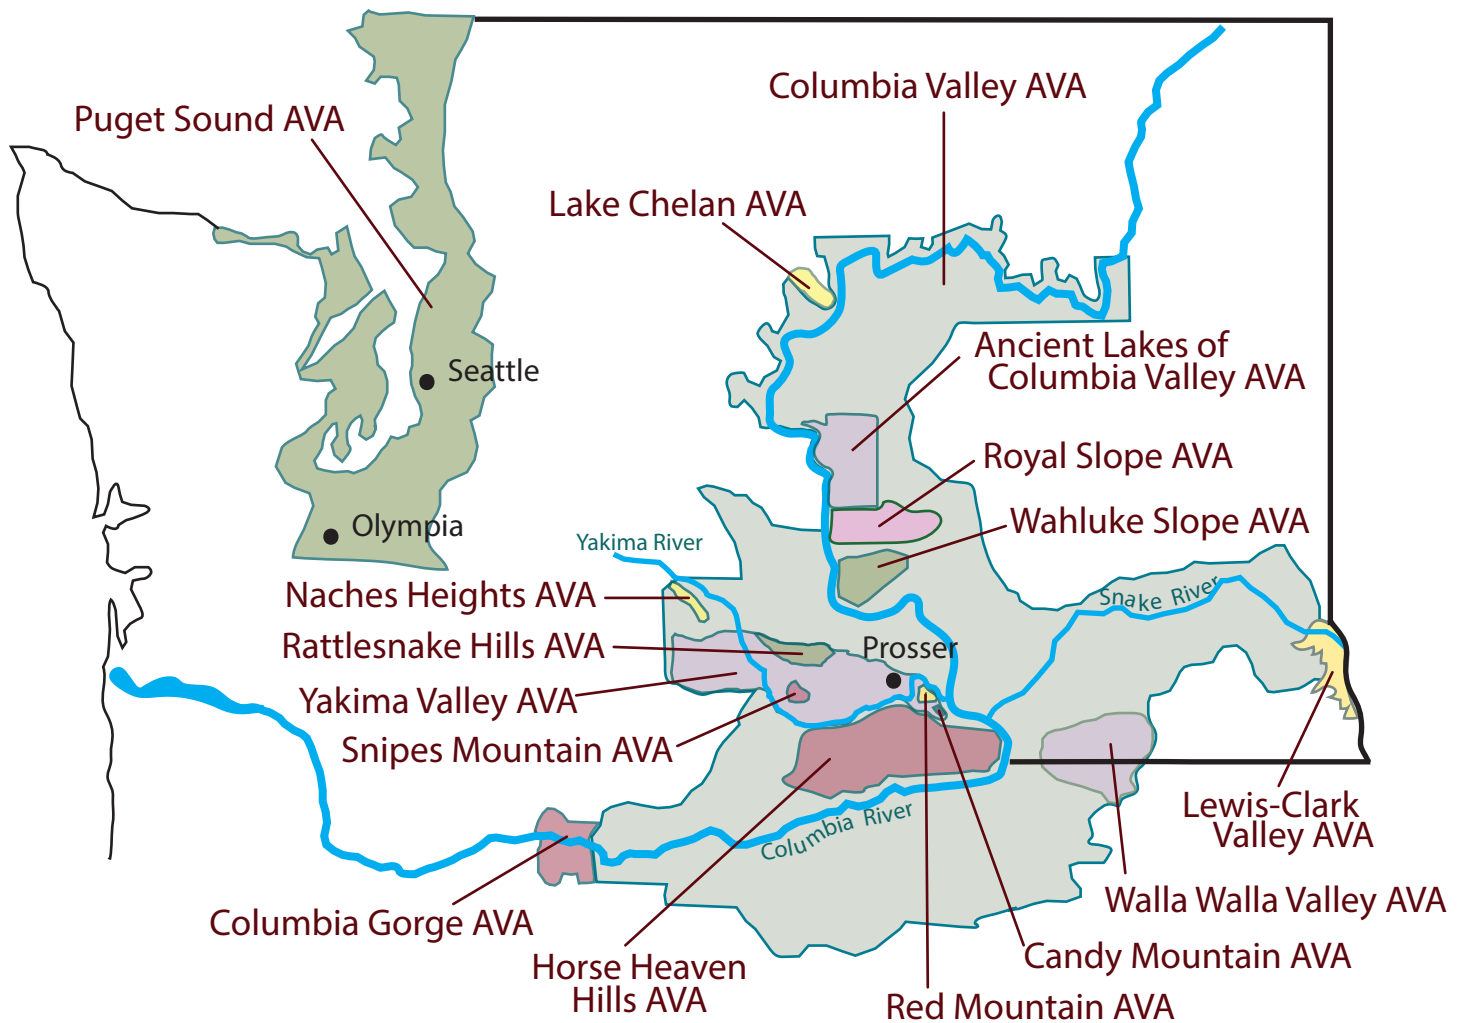 Columbia Valley AVA
Puget Sound AVA
Lake Chelan AVA
Ancient Lakes of
Columbia Valley AVA
Seattle
Royal Slope AVA
Olympia
Wahluke Slope AVA
Yakima River
Naches Heights AVA
Snake River
Rattlesnake Hills AVA
Prosser
Yakima Valley AVA
Snipes Mountain AVA
Lewis-Clark
Valley AVA
Columbia River
Walla Walla Valley AVA
Columbia Gorge AVA
Candy Mountain AVA
Horse Heaven
Hills AVA
Red Mountain AVA